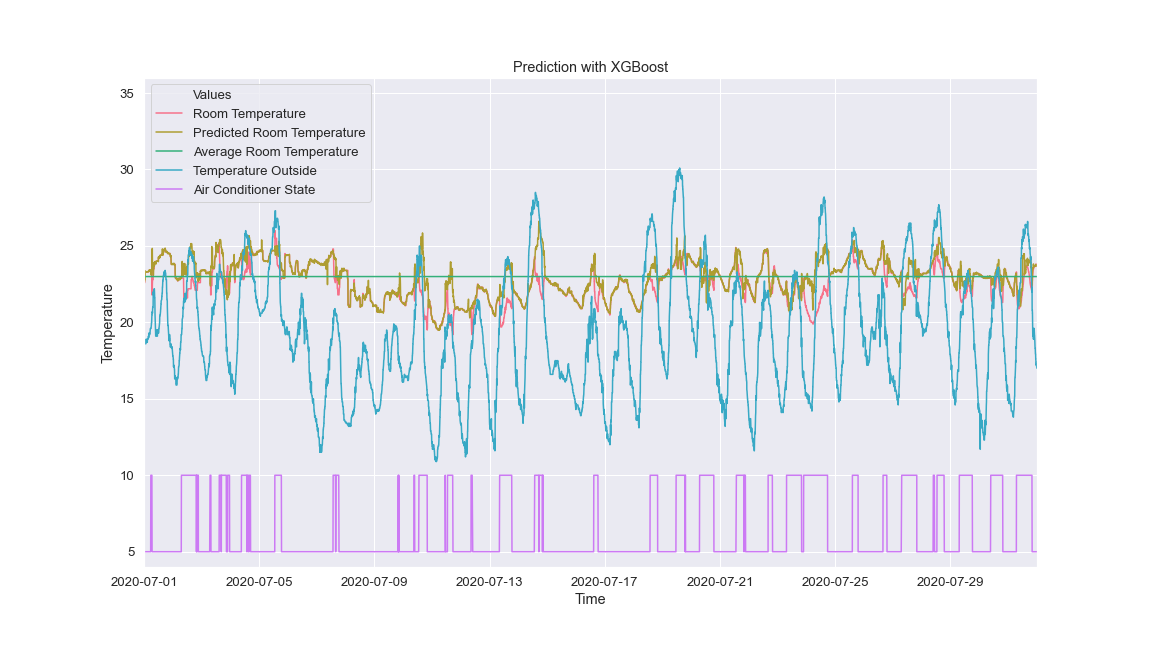 Prediction with XGBoost
Values
Room Temperature
Predicted Room Temperature
Average Room Temperature
Temperature Outside
Air Conditioner State
35
30
25
20
15
10
5
Temperature
2020-07-01
2020-07-05
2020-07-09
2020-07-13
2020-07-17
2020-07-21
2020-07-25
2020-07-29
Time